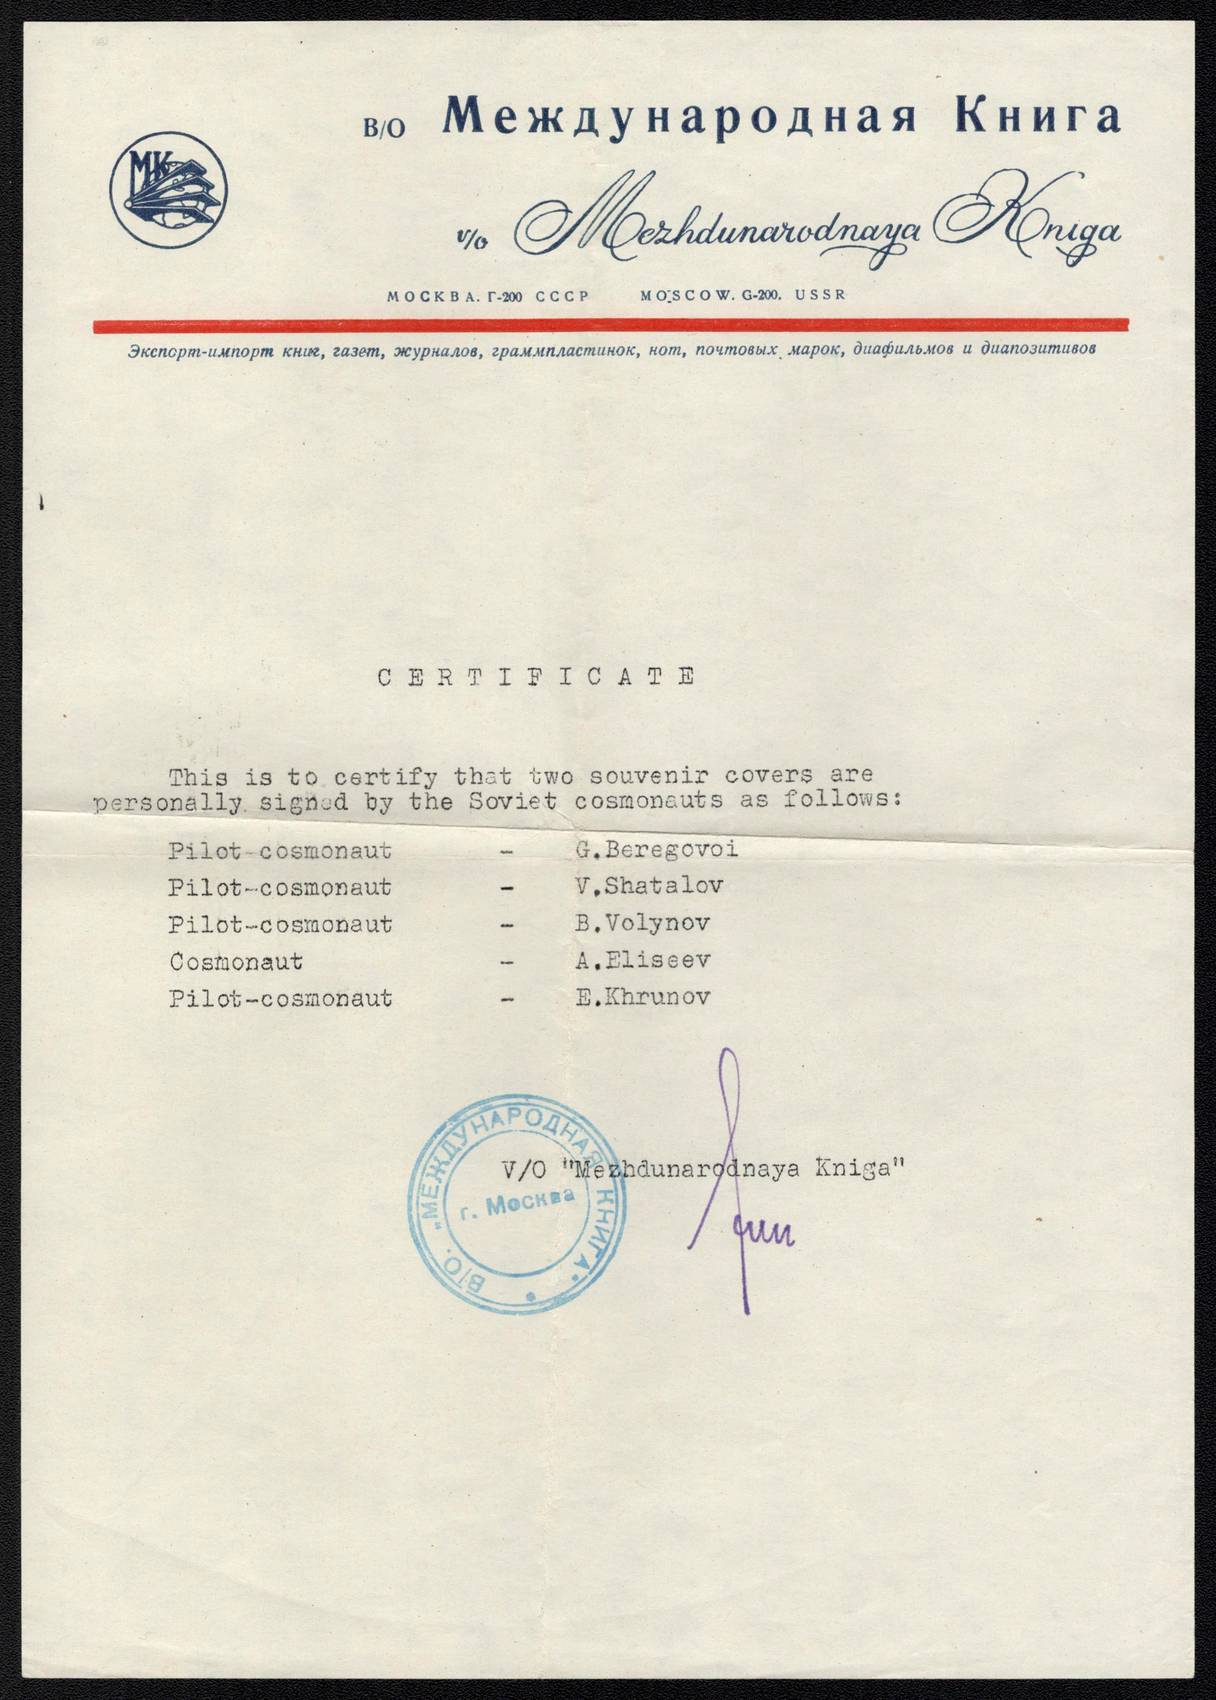 МК
В/О Международная Книга
V/O Mezhdunarodnaya Kniga
МОСКВА. Г-200 СССР MOSCOW. G-200. USSR
Экспорт-импорт книг, газет, журналов, граммпластинок, нот, почтовых марок, диафильмов и диапозитивов
CERTIFICATE
This is to certify that two souvenir covers are
personally signed by the Soviet cosmonauts as follows:
Pilot-cosmonaut - G.Beregovoi
Pilot-cosmonaut - V.Shatalov
Pilot-cosmonaut - B.Volynov
Cosmonaut - A.Eliseev
Pilot-cosmonaut - E.Khrunov
V/O "Mezhdunarodnaya Kniga"
В/О. "МЕЖДУНАРОДНАЯ КНИГА"
г. Москва